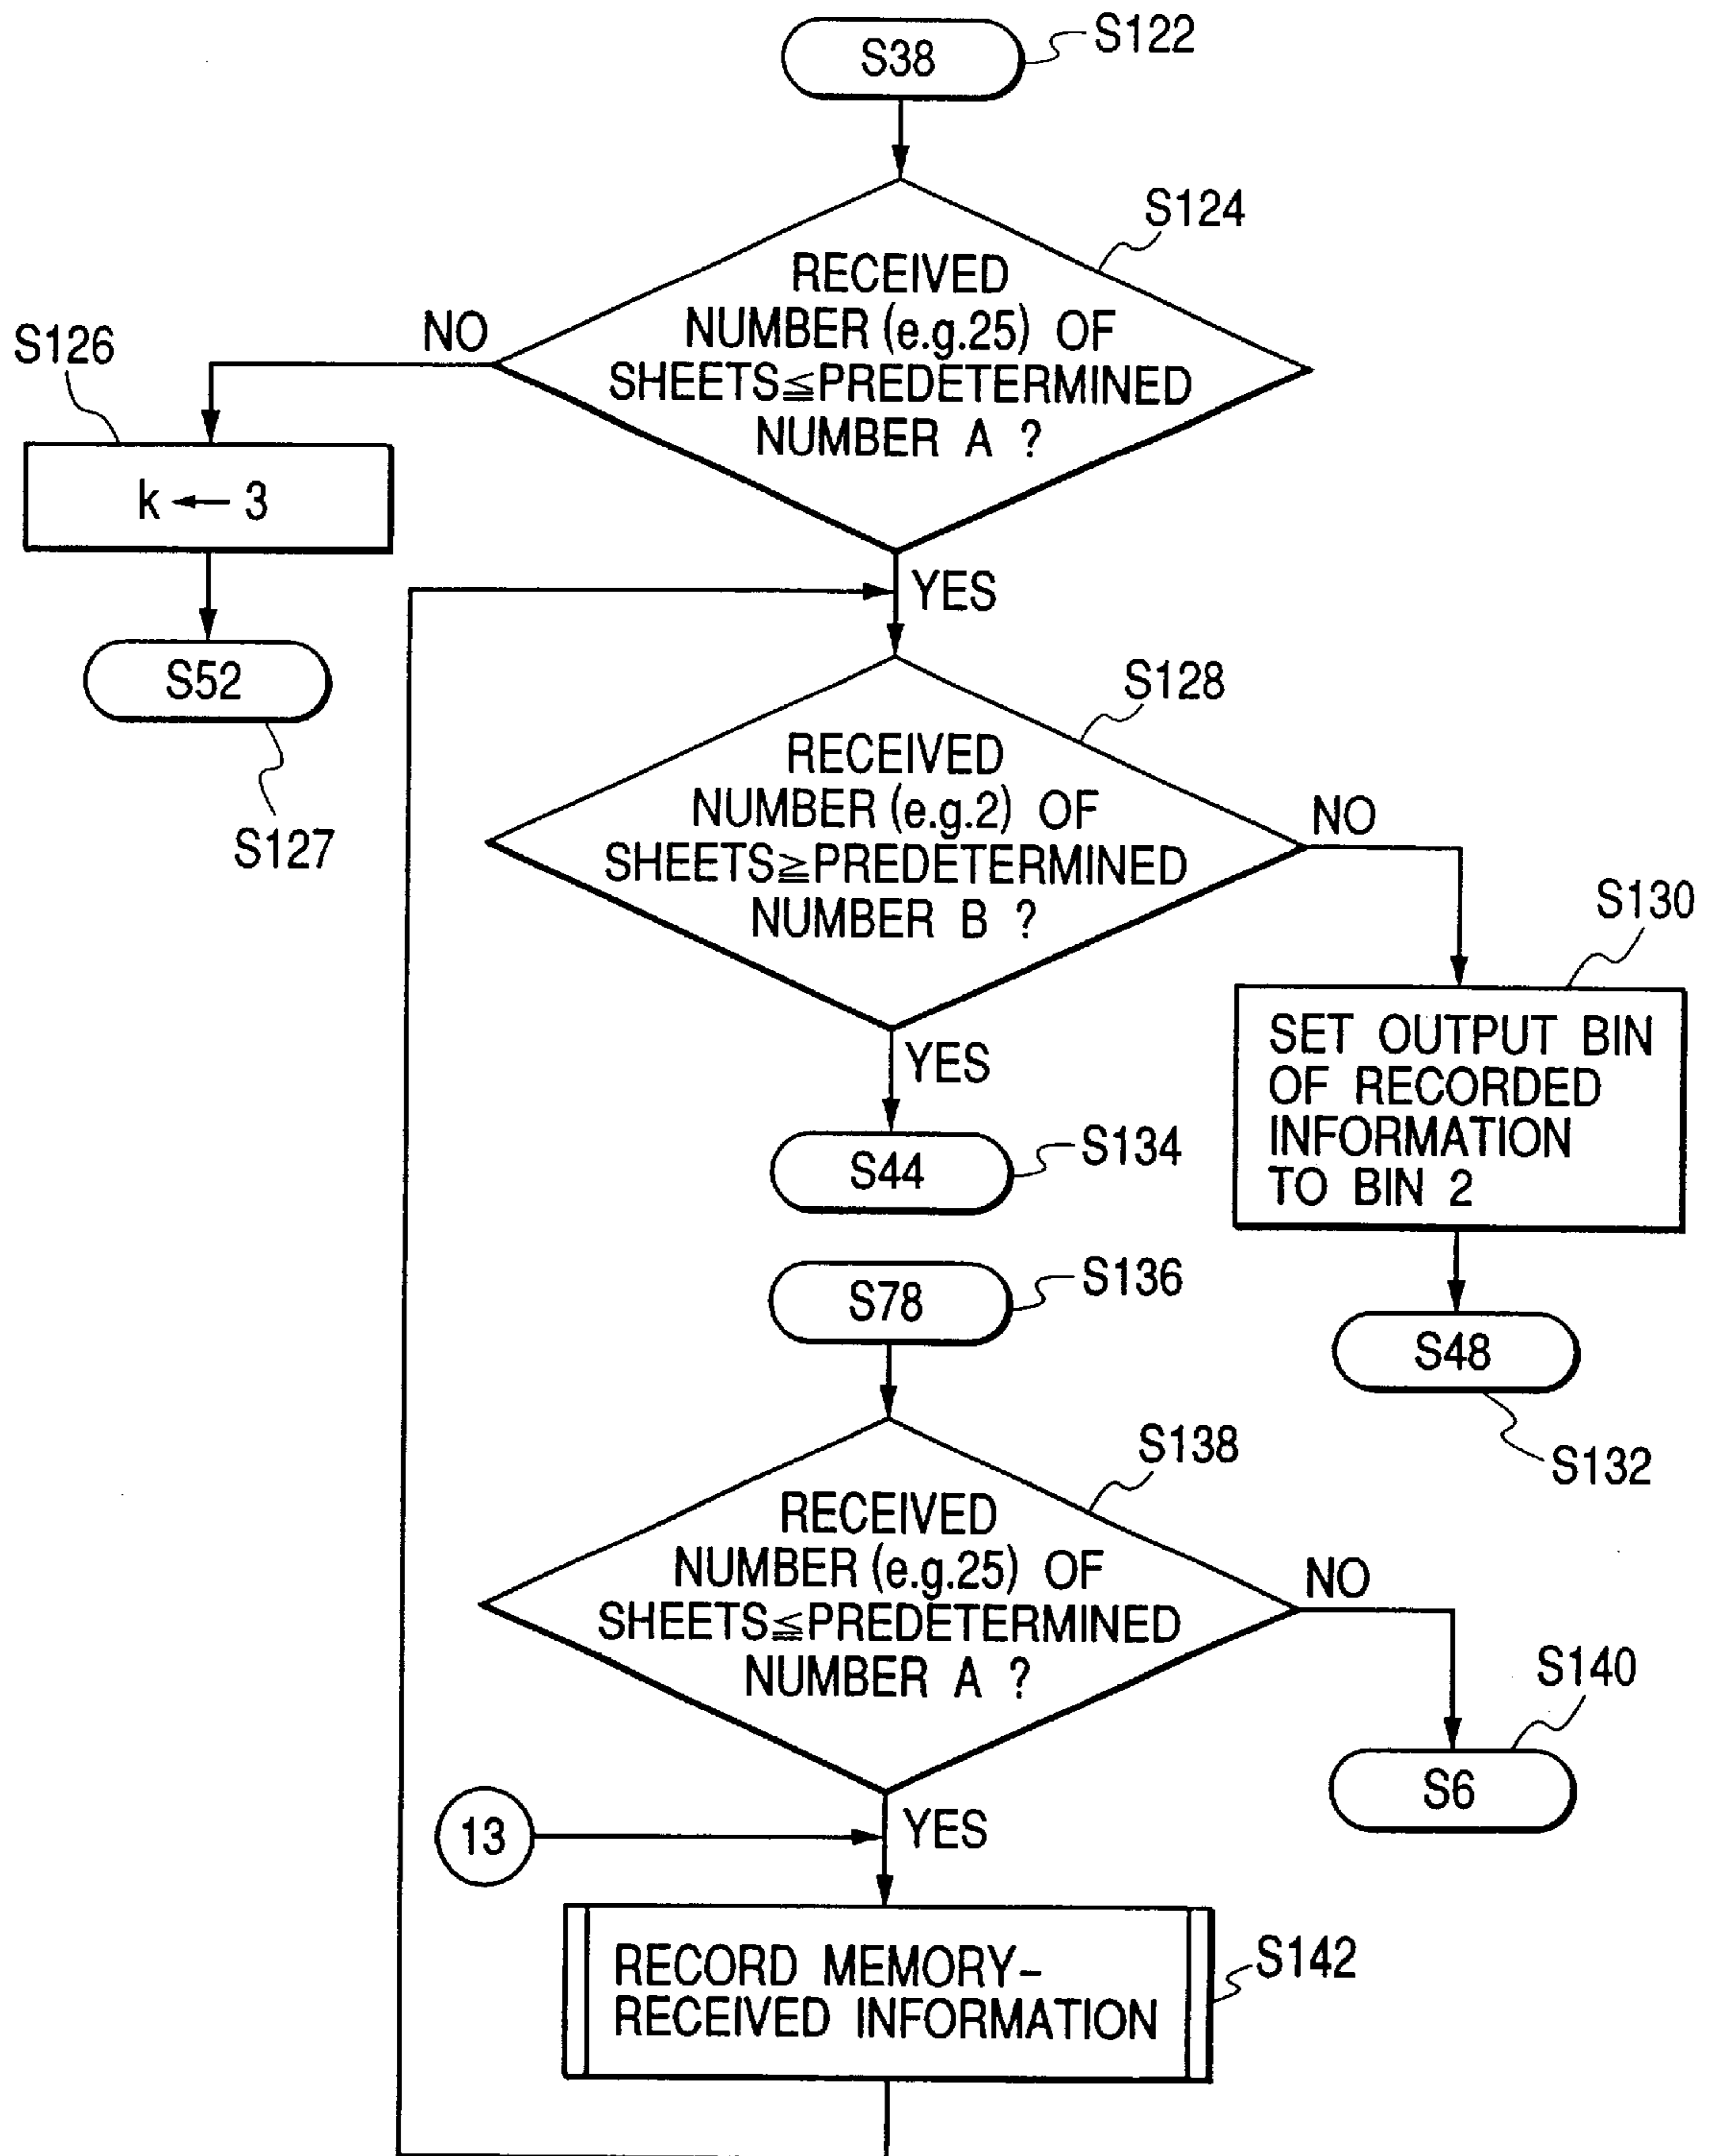 S38
S122
S124
RECEIVED
NUMBER (e.g.25) OF
SHEETS≦PREDETERMINED
NUMBER A ?
NO
S126
k ← 3
S52
S127
YES
S128
RECEIVED
NUMBER (e.g.2) OF
SHEETS≧PREDETERMINED
NUMBER B ?
NO
S130
SET OUTPUT BIN
OF RECORDED
INFORMATION
TO BIN 2
YES
S44
S134
S48
S132
S78
S136
S138
RECEIVED
NUMBER (e.g.25) OF
SHEETS≦PREDETERMINED
NUMBER A ?
NO
S140
S6
13
YES
RECORD MEMORY-
RECEIVED INFORMATION
S142